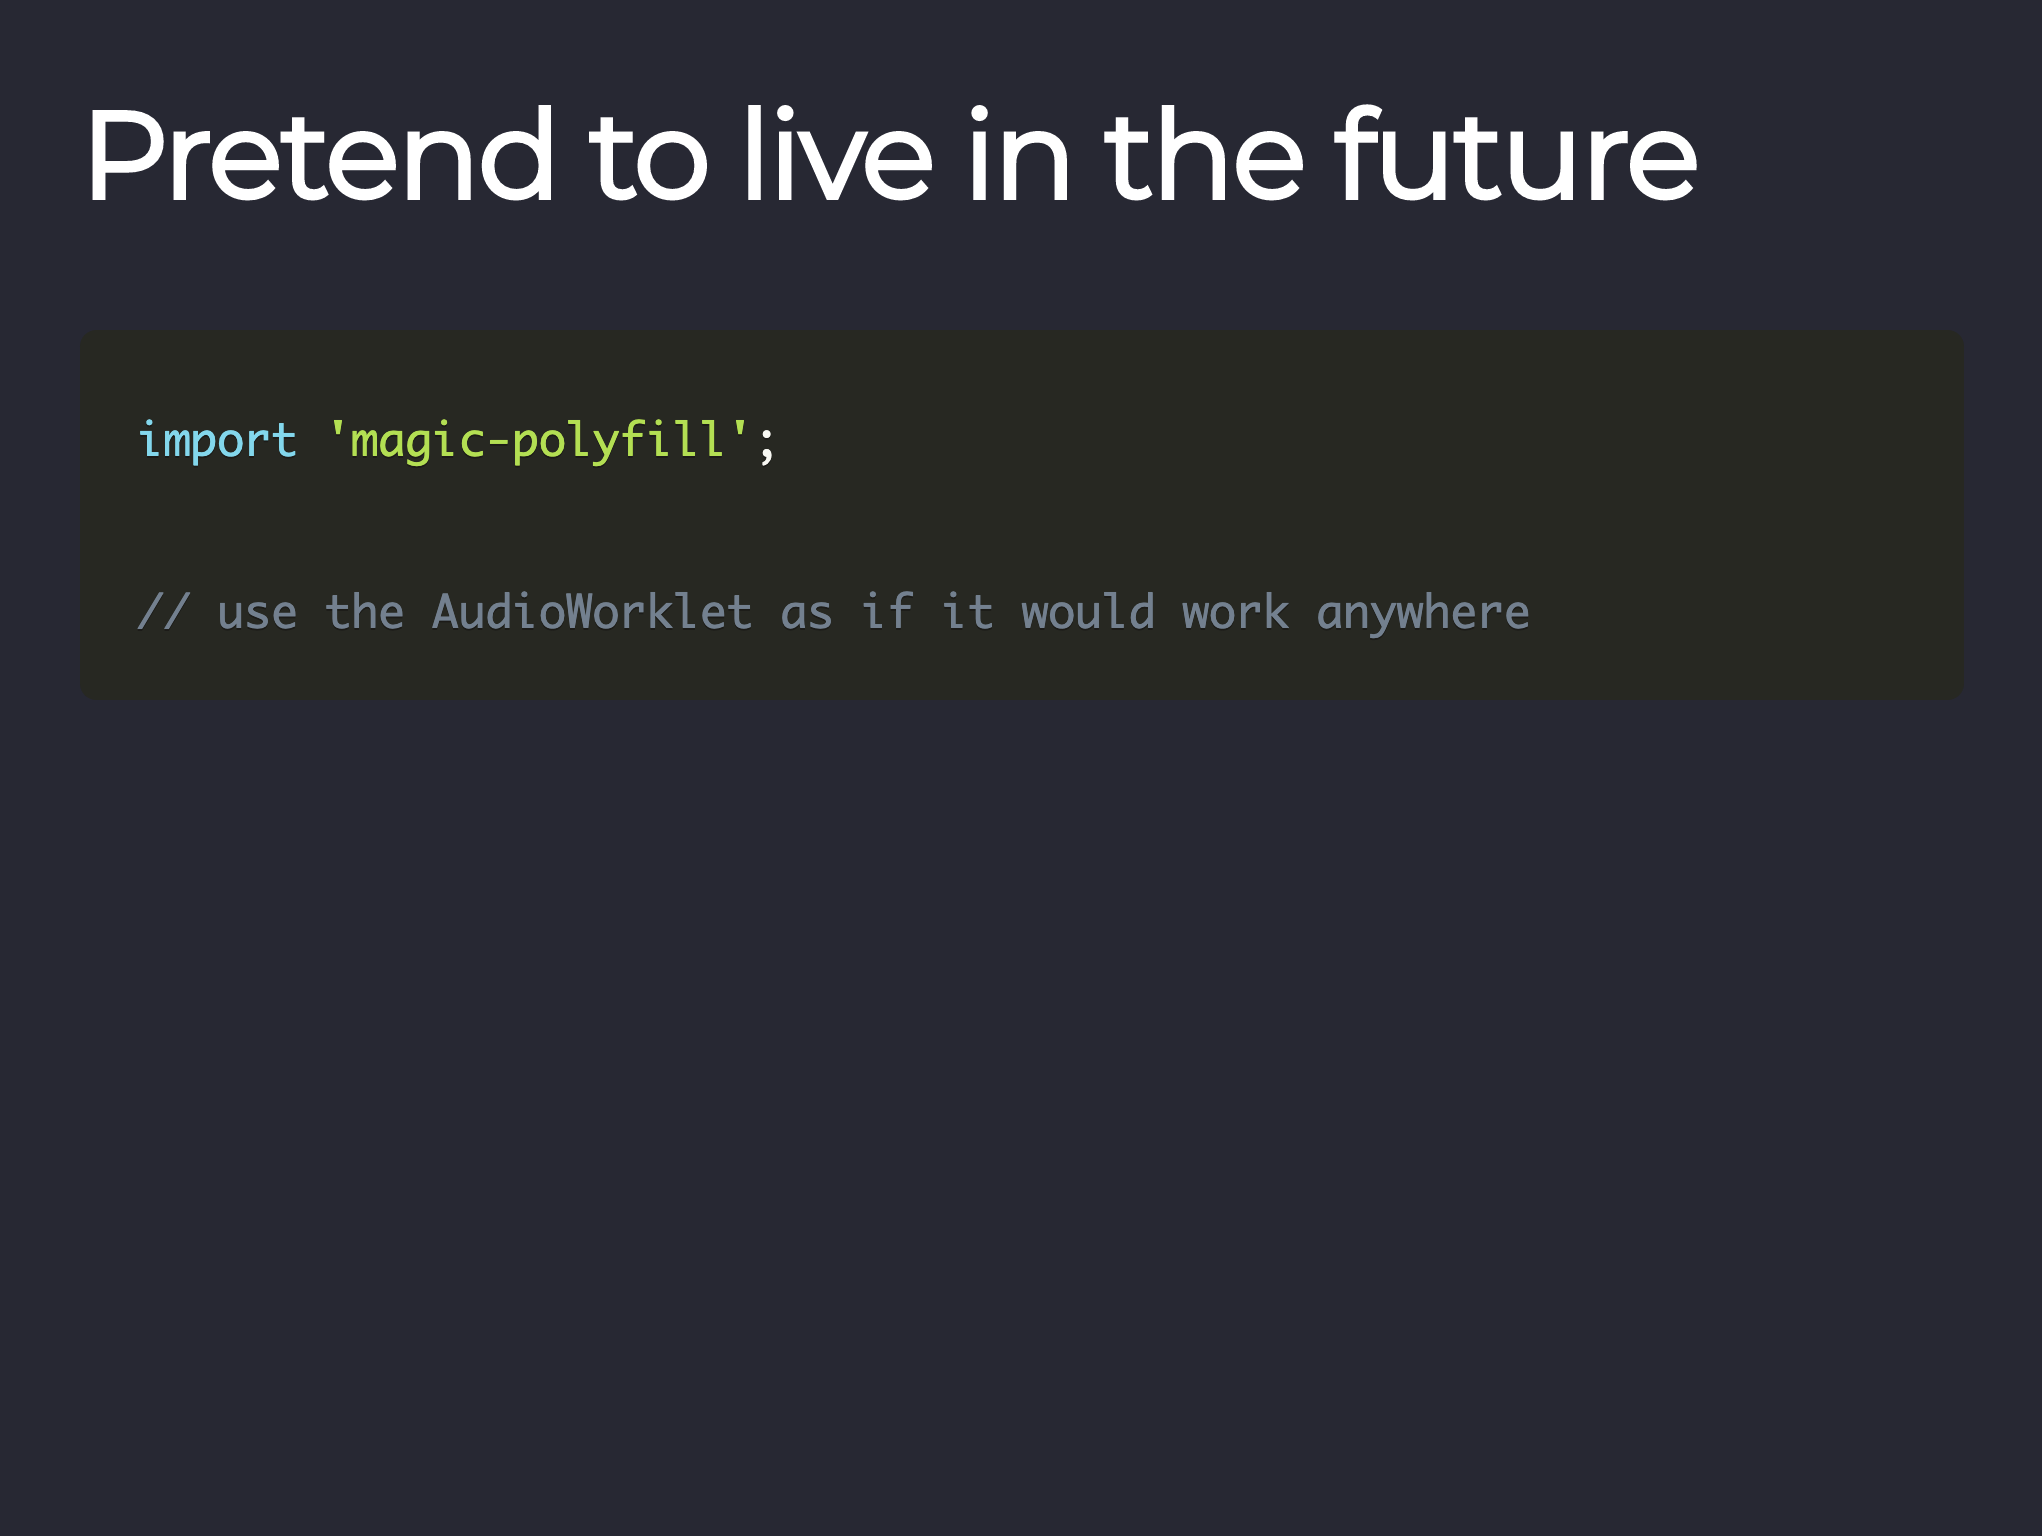 Pretend to live in the future
import 'magic-polyfill';
// use the AudioWorklet as if it would work anywhere